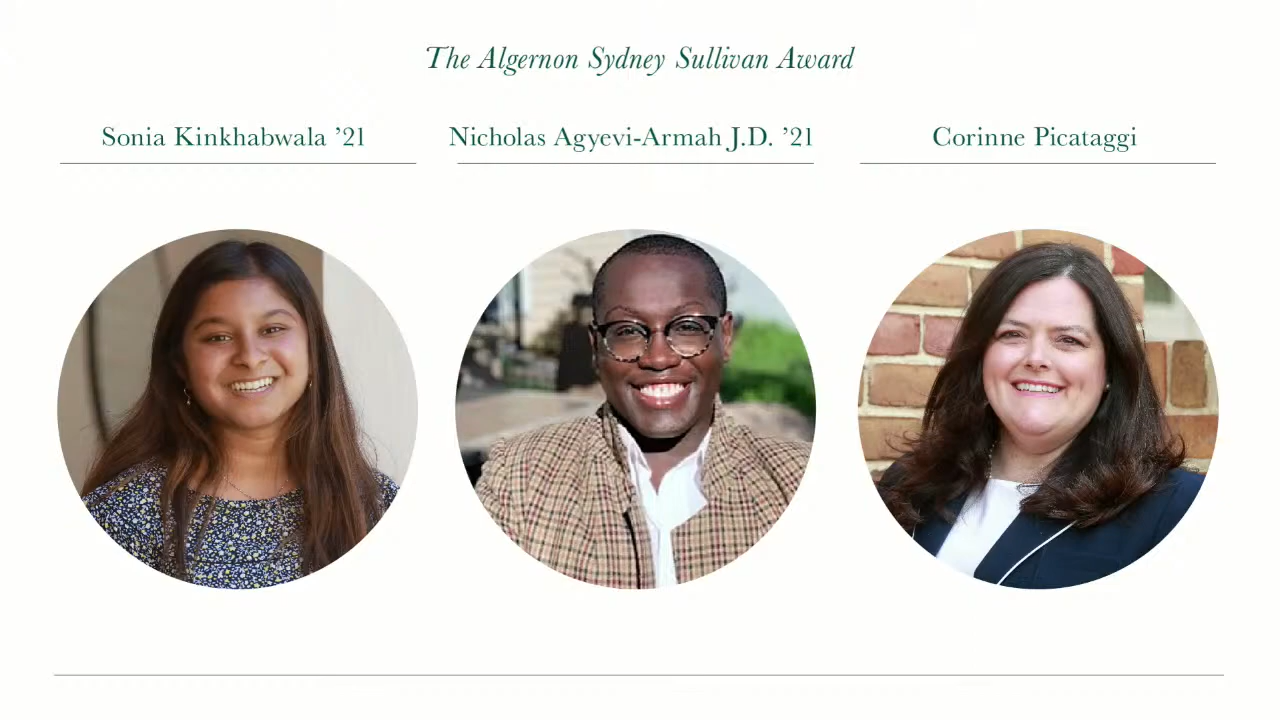 The Algernon Sydney Sullivan Award
Sonia Kinkhabwala ’21
Nicholas Agyevi-Armah J.D. ’21
Corinne Picataggi